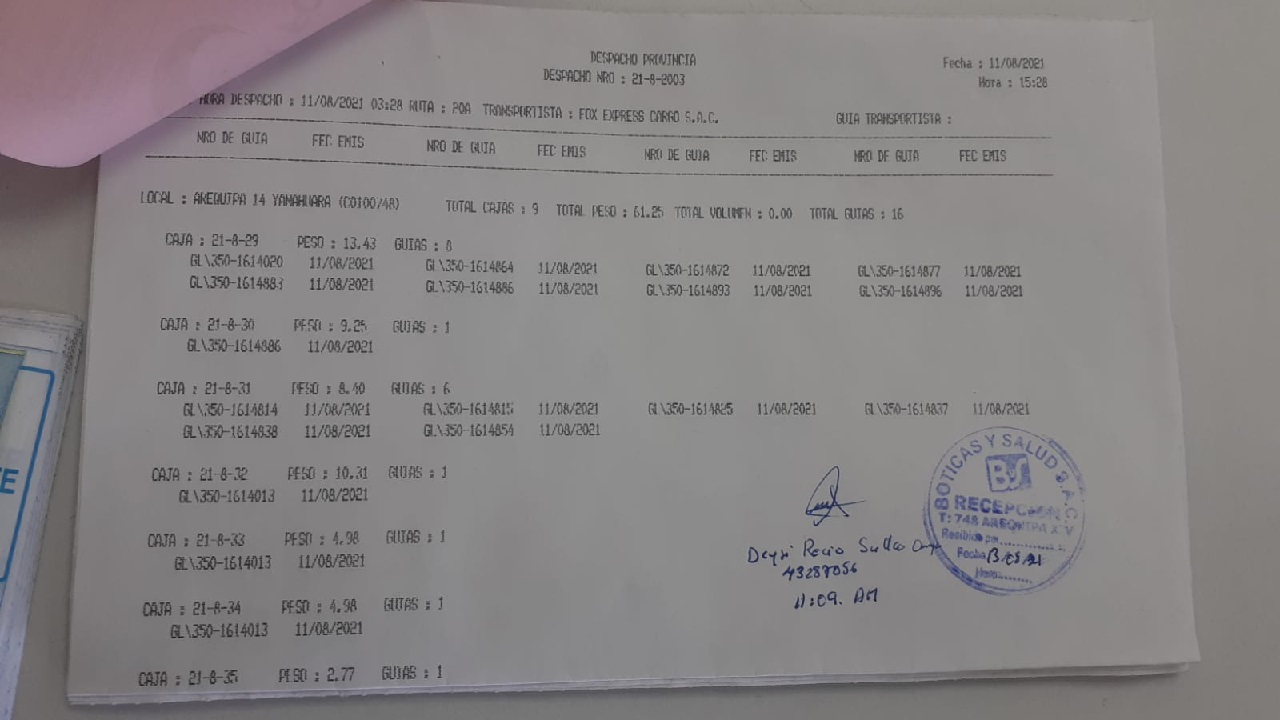 DESPACHO PROVINCIA
DESPACHO NRO : 21-8-2003
Fecha : 11/08/2021
Hora : 15:28
HORA DESPACHO : 11/08/2021 03:28 RUTA : 20A TRANSPORTISTA : FOX EXPRESS CARGO S.A.C. GUIA TRANSPORTISTA :
NRO DE GUIA FEC EMIS NRO DE GUIA FEC EMIS NRO DE GUIA FEC EMIS NRO DE GUIA FEC EMIS
LOCAL : AREQUIPA 14 YANAHUARA TOTAL CAJAS : 9 TOTAL PESO : 61.25 TOTAL VOLUMEN : 0.00 TOTAL GUIAS : 16
CAJA : 21-8-29 PESO : 13.43 GUIAS : 8
GL\350-1614020 11/08/2021 GL\350-1614864 11/08/2021 GL\350-1614872 11/08/2021 GL\350-1614877 11/08/2021
GL\350-1614883 11/08/2021 GL\350-1614886 11/08/2021 GL\350-1614893 11/08/2021 GL\350-1614896 11/08/2021
CAJA : 21-8-30 PESO : 9.25 GUIAS : 1
GL\350-1614886 11/08/2021
CAJA : 21-8-31 PESO : 8.40 GUIAS : 6
GL\350-1614814 11/08/2021 GL\350-1614815 11/08/2021 GL\350-1614825 11/08/2021 GL\350-1614837 11/08/2021
GL\350-1614838 11/08/2021 GL\350-1614854 11/08/2021
CAJA : 21-8-32 PESO : 10.31 GUIAS : 1
GL\350-1614013 11/08/2021
CAJA : 21-8-33 PESO : 4.98 GUIAS : 1
GL\350-1614013 11/08/2021
CAJA : 21-8-34 PESO : 4.98 GUIAS : 1
GL\350-1614013 11/08/2021
CAJA : 21-8-35 PESO : 2.77 GUIAS : 1
BOTICAS Y SALUD S.A.C.
BS
RECEPCION
T: 748 AREQUIPA
Recibido por
Fecha
Hora
43287056
11:09. AM